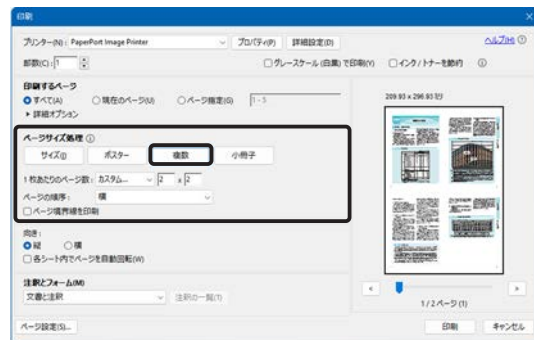 印刷
プリンター(N): PaperPort Image Printer プロパティ(P) 詳細設定(D) ヘルプ(H)
部数(C): 1 グレースケール (白黒) で印刷(Y) インク / トナーを節約
印刷するページ
すべて(A) 現在のページ(U) ページ指定(G) 1 - 5
詳細オプション
209.93 x 296.93 ミリ
ページサイズ処理
サイズ(I) ポスター 複数 小冊子
1 枚あたりのページ数: カスタム... 2 x 2
ページの順序: 横
ページ境界線を印刷
向き:
縦 横
各シート内でページを自動回転(W)
注釈とフォーム(M)
文書と注釈 注釈の一覧(T)
< >
1 / 2 ページ (1)
ページ設定(S)... 印刷 キャンセル